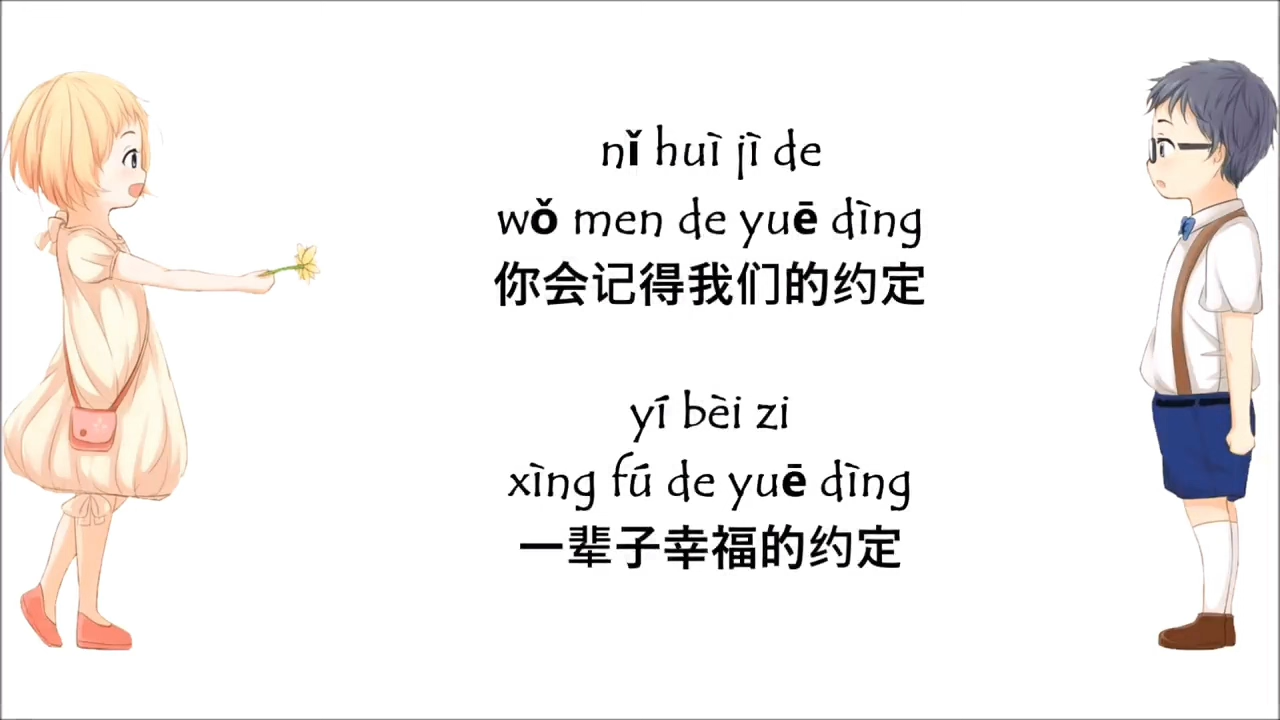 nǐ huì jì de
wǒ men de yuē dìng
你会记得我们的约定
yí bèi zi
xìng fú de yuē dìng
一辈子幸福的约定